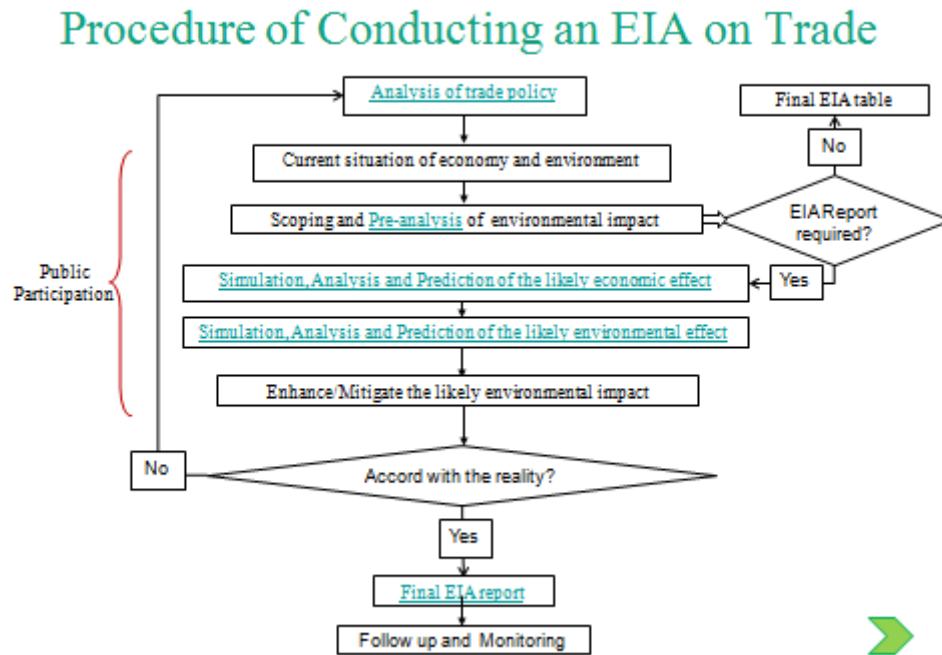 Procedure of Conducting an EIA on Trade
Analysis of trade policy
Final EIA table
No
Current situation of economy and environment
Scoping and Pre-analysis of environmental impact
EIA Report
required?
Public
Participation
Yes
Simulation, Analysis and Prediction of the likely economic effect
Simulation, Analysis and Prediction of the likely environmental effect
Enhance/Mitigate the likely environmental impact
No
Accord with the reality?
Yes
Final EIA report
Follow up and Monitoring